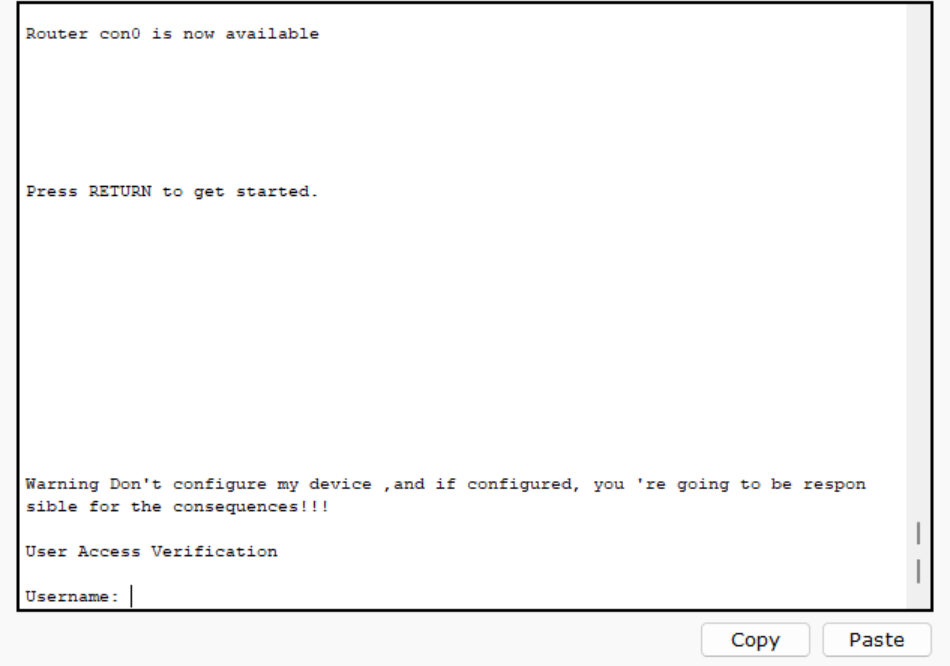 Router con0 is now available
Press RETURN to get started.
Warning Don't configure my device ,and if configured, you 're going to be respon
sible for the consequences!!!
User Access Verification
Username:
Copy
Paste